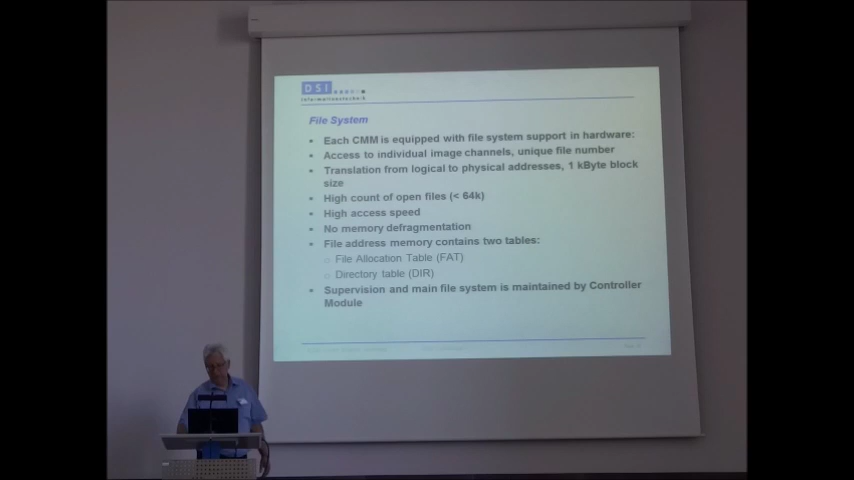 DSI
informationstechnik
File System
Each CMM is equipped with file system support in hardware:
Access to individual image channels, unique file number
Translation from logical to physical addresses, 1 kByte block
size
High count of open files (< 64k)
High access speed
No memory defragmentation
File address memory contains two tables:
File Allocation Table (FAT)
Directory table (DIR)
Supervision and main file system is maintained by Controller
Module